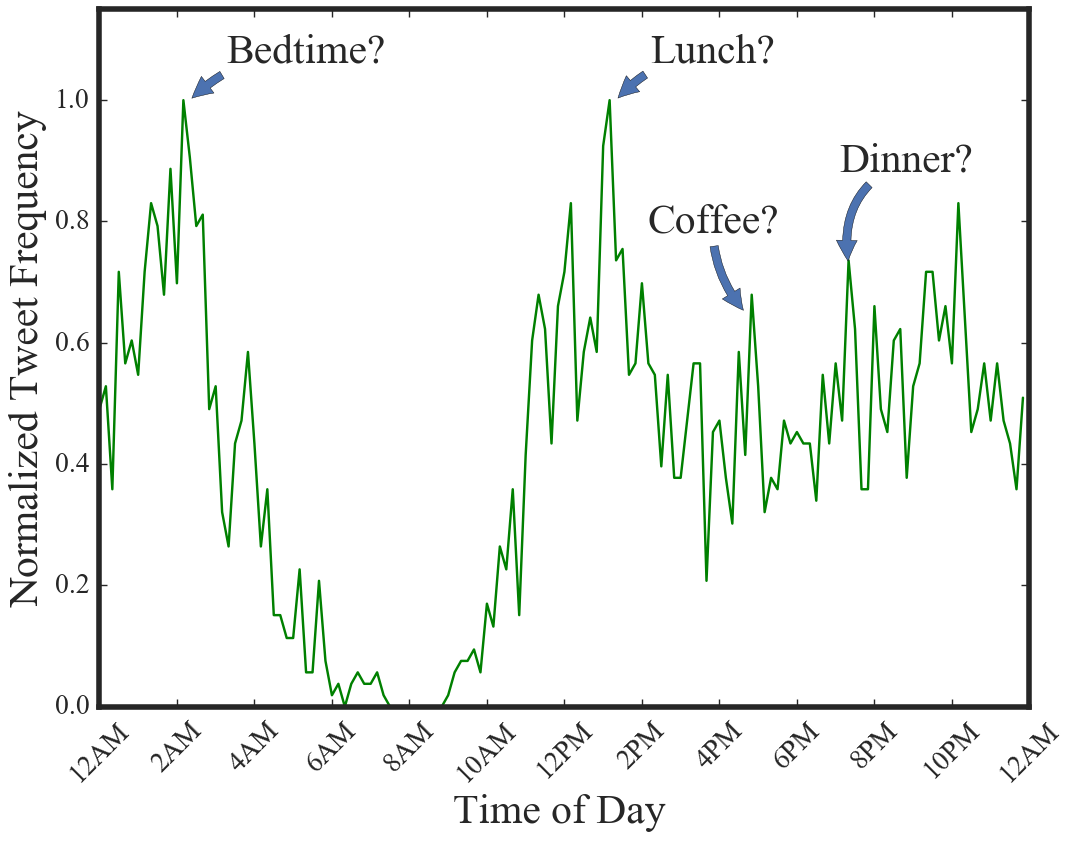 Bedtime?
Lunch?
Dinner?
Coffee?
Normalized Tweet Frequency
1.0
0.8
0.6
0.4
0.2
0.0
12AM 2AM 4AM 6AM 8AM 10AM 12PM 2PM 4PM 6PM 8PM 10PM 12AM
Time of Day